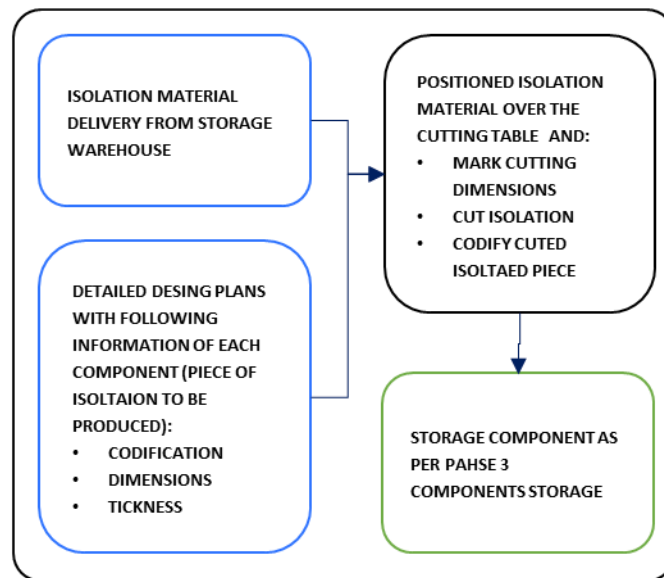 ISOLATION MATERIAL
DELIVERY FROM STORAGE
WAREHOUSE
DETAILED DESING PLANS
WITH FOLLOWING
INFORMATION OF EACH
COMPONENT (PIECE OF
ISOLTAION TO BE
PRODUCED):
• CODIFICATION
• DIMENSIONS
• TICKNESS
POSITIONED ISOLATION
MATERIAL OVER THE
CUTTING TABLE AND:
• MARK CUTTING
DIMENSIONS
• CUT ISOLATION
• CODIFY CUTED
ISOLTAED PIECE
STORAGE COMPONENT AS
PER PAHSE 3
COMPONENTS STORAGE